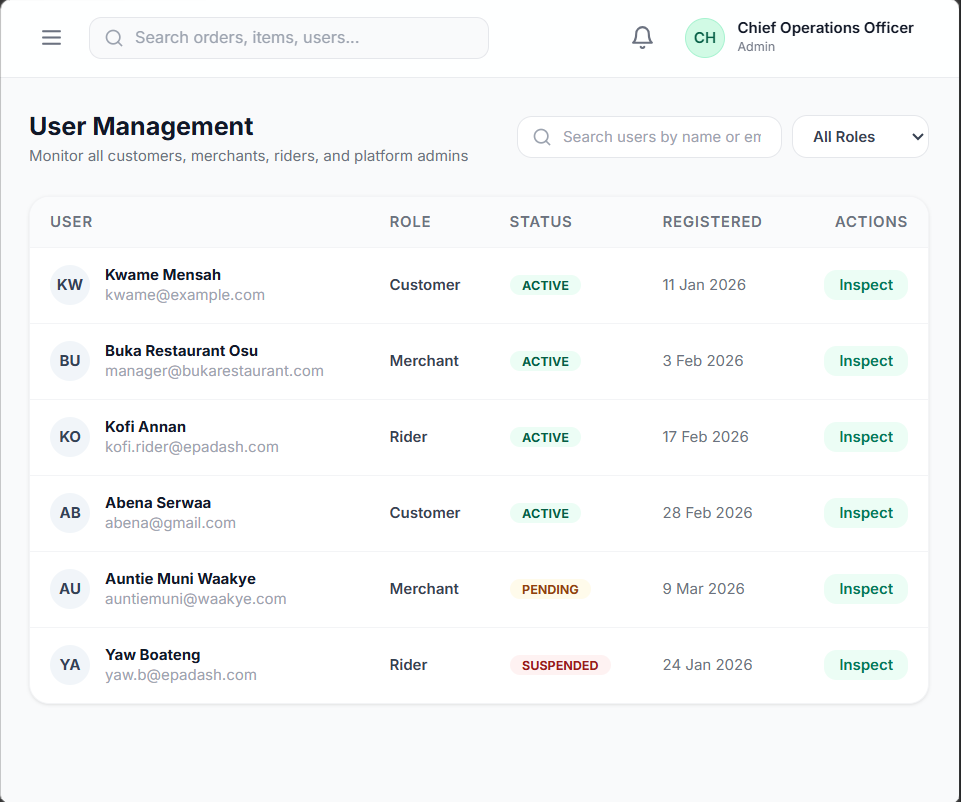 Search orders, items, users...
CH
Chief Operations Officer
Admin
User Management
Monitor all customers, merchants, riders, and platform admins
Search users by name or em
All Roles
USER ROLE STATUS REGISTERED ACTIONS
KW Kwame Mensah Customer ACTIVE 11 Jan 2026 Inspect
kwame@example.com
BU Buka Restaurant Osu Merchant ACTIVE 3 Feb 2026 Inspect
manager@bukarestaurant.com
KO Kofi Annan Rider ACTIVE 17 Feb 2026 Inspect
kofi.rider@epadash.com
AB Abena Serwaa Customer ACTIVE 28 Feb 2026 Inspect
abena@gmail.com
AU Auntie Muni Waakye Merchant PENDING 9 Mar 2026 Inspect
auntiemuni@waakye.com
YA Yaw Boateng Rider SUSPENDED 24 Jan 2026 Inspect
yaw.b@epadash.com